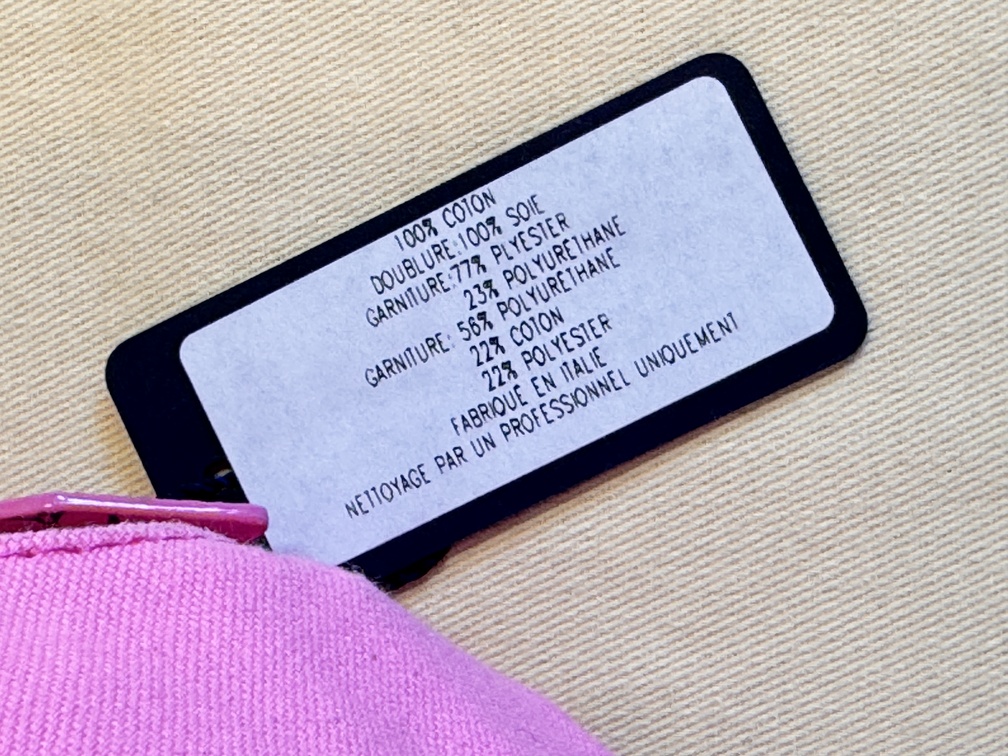 100% COTON
DOUBLURE:100% SOIE
GARNITURE:77% PLYESTER
23% POLYURETHANE
GARNITURE: 56% POLYURETHANE
22% COTON
22% POLYESTER
FABRIQUE EN ITALIE
NETTOYAGE PAR UN PROFESSIONNEL UNIQUEMENT